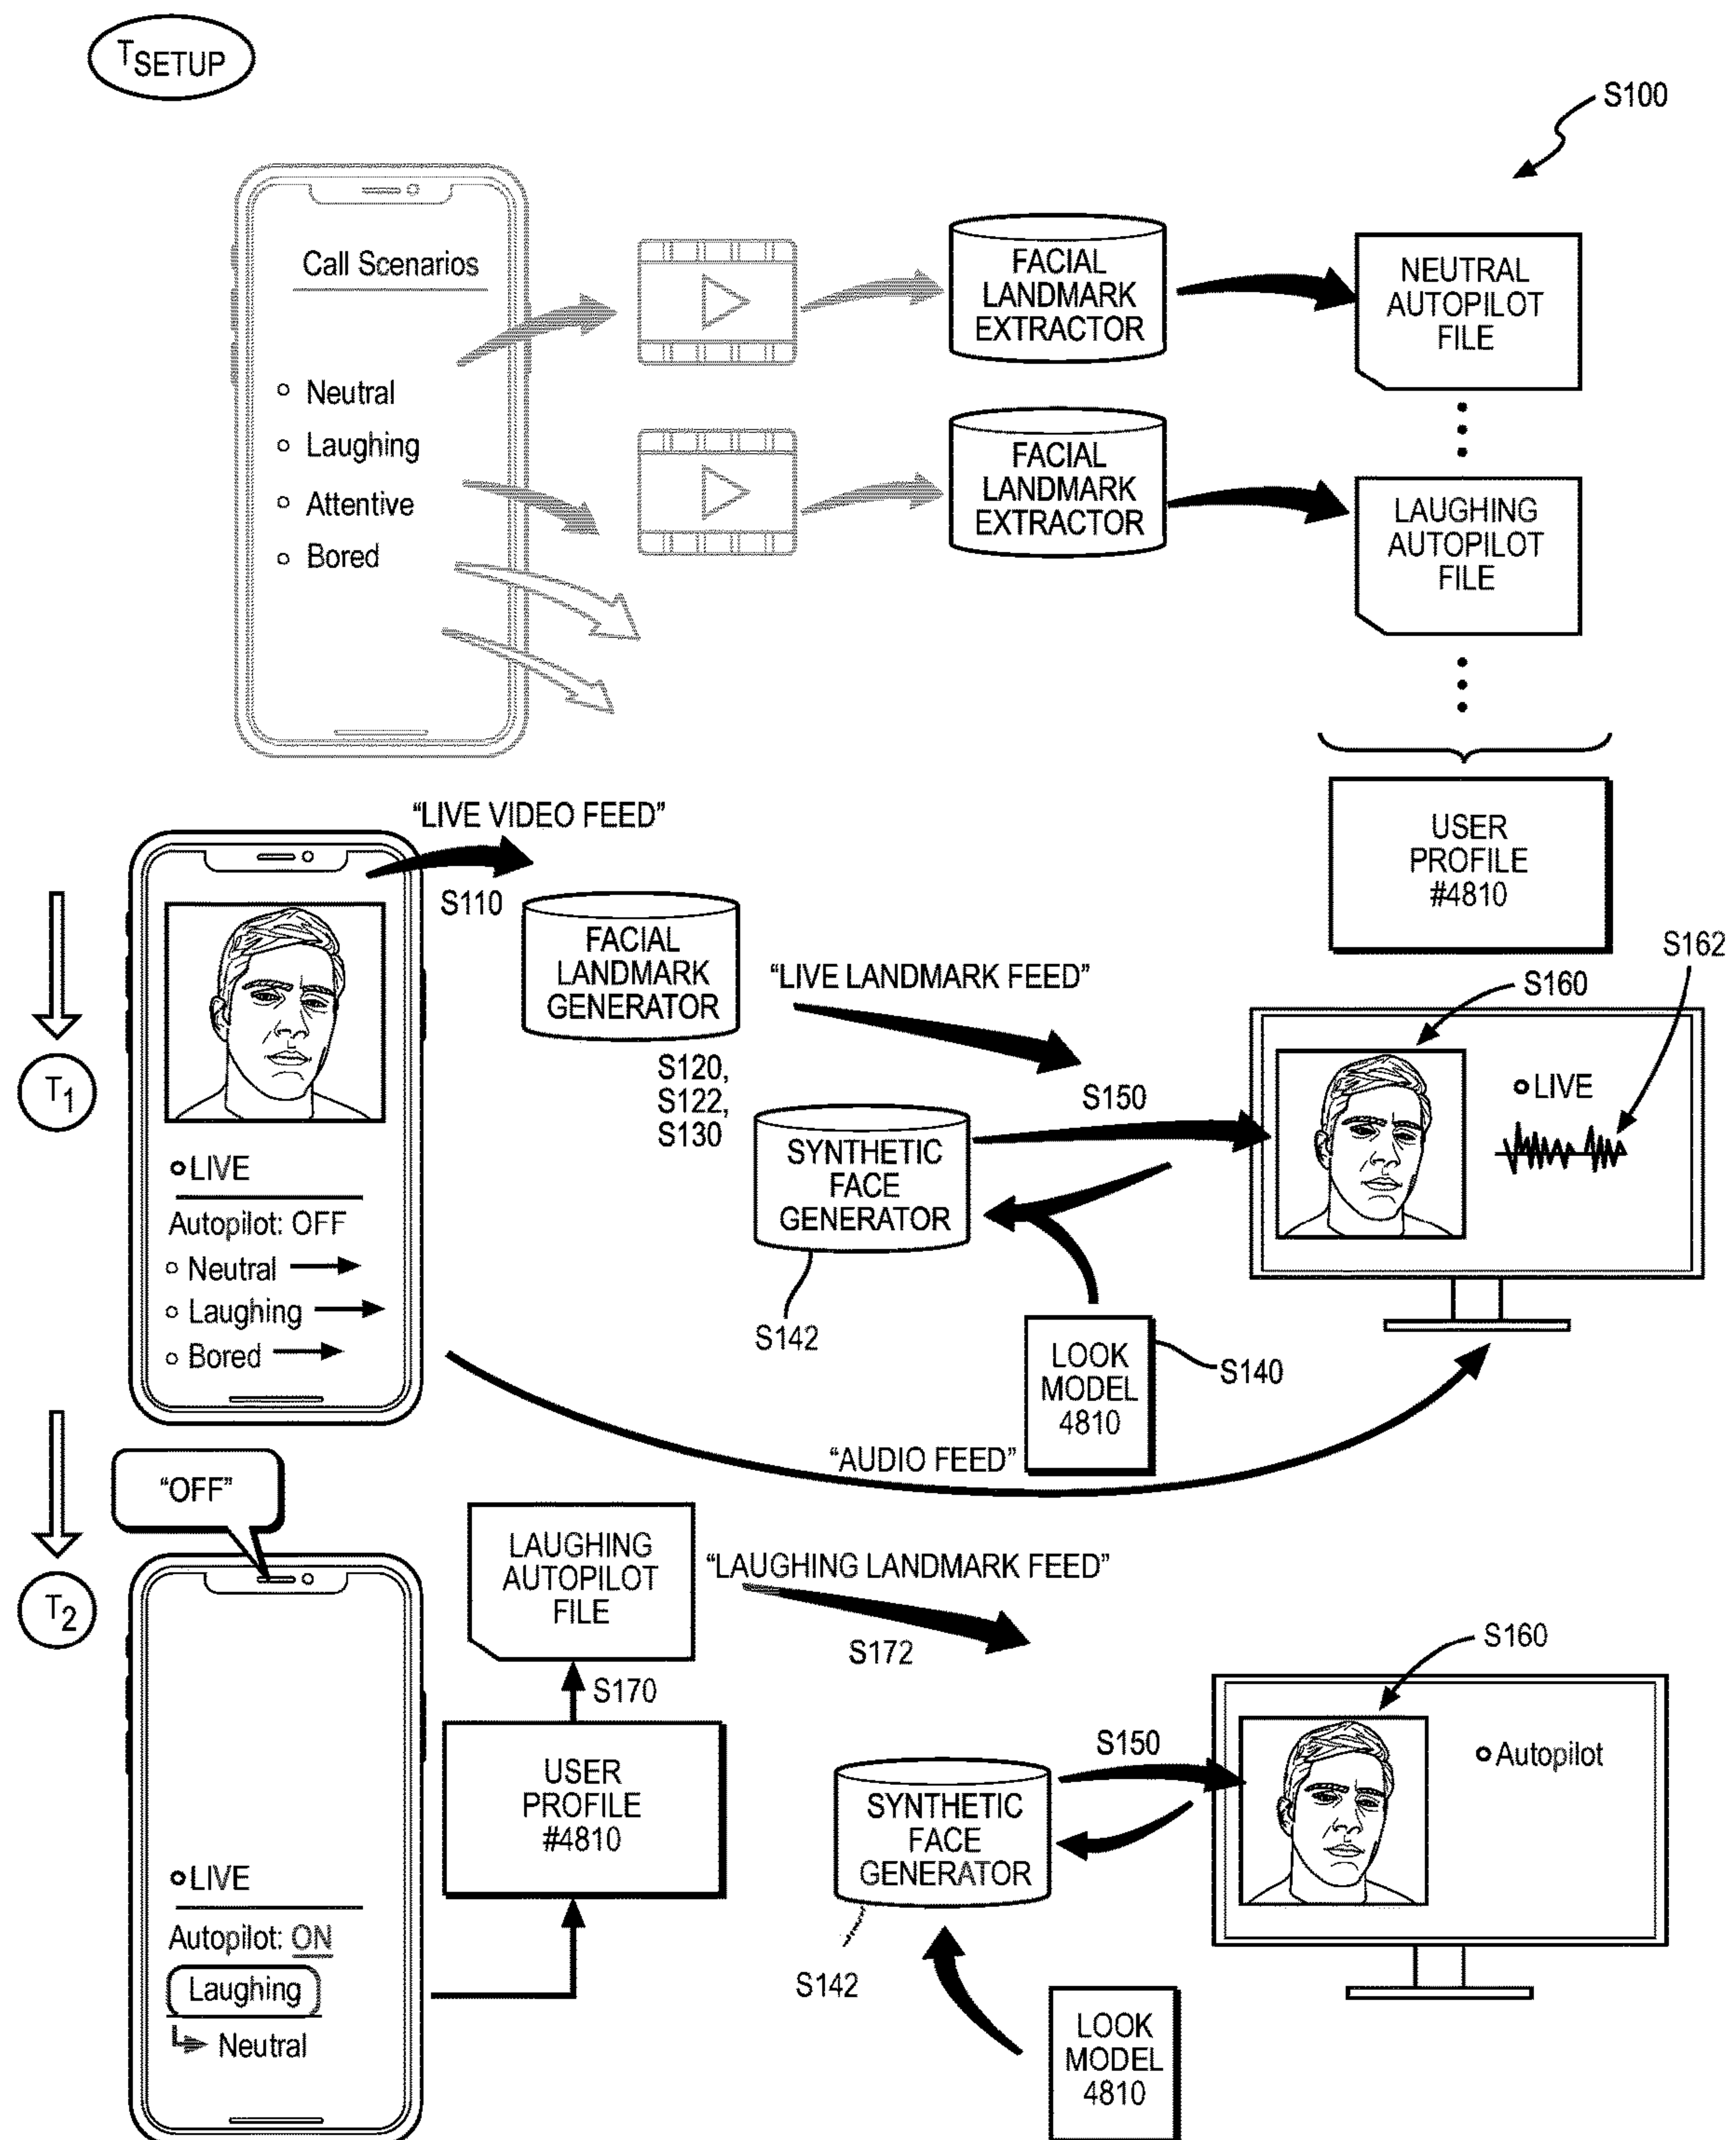 TSETUP
S100
Call Scenarios
Neutral
Laughing
Attentive
Bored
FACIAL
LANDMARK
EXTRACTOR
NEUTRAL
AUTOPILOT
FILE
FACIAL
LANDMARK
EXTRACTOR
LAUGHING
AUTOPILOT
FILE
USER
PROFILE
#4810
T1
“LIVE VIDEO FEED”
S110
FACIAL
LANDMARK
GENERATOR
S120,
S122,
S130
“LIVE LANDMARK FEED”
LIVE
Autopilot: OFF
Neutral
Laughing
Bored
SYNTHETIC
FACE
GENERATOR
S142
S150
LOOK
MODEL
4810
S140
S160
S162
LIVE
“AUDIO FEED”
T2
“OFF”
LIVE
Autopilot: ON
Laughing
Neutral
LAUGHING
AUTOPILOT
FILE
S170
USER
PROFILE
#4810
“LAUGHING LANDMARK FEED”
S172
SYNTHETIC
FACE
GENERATOR
S142
S150
LOOK
MODEL
4810
S160
Autopilot